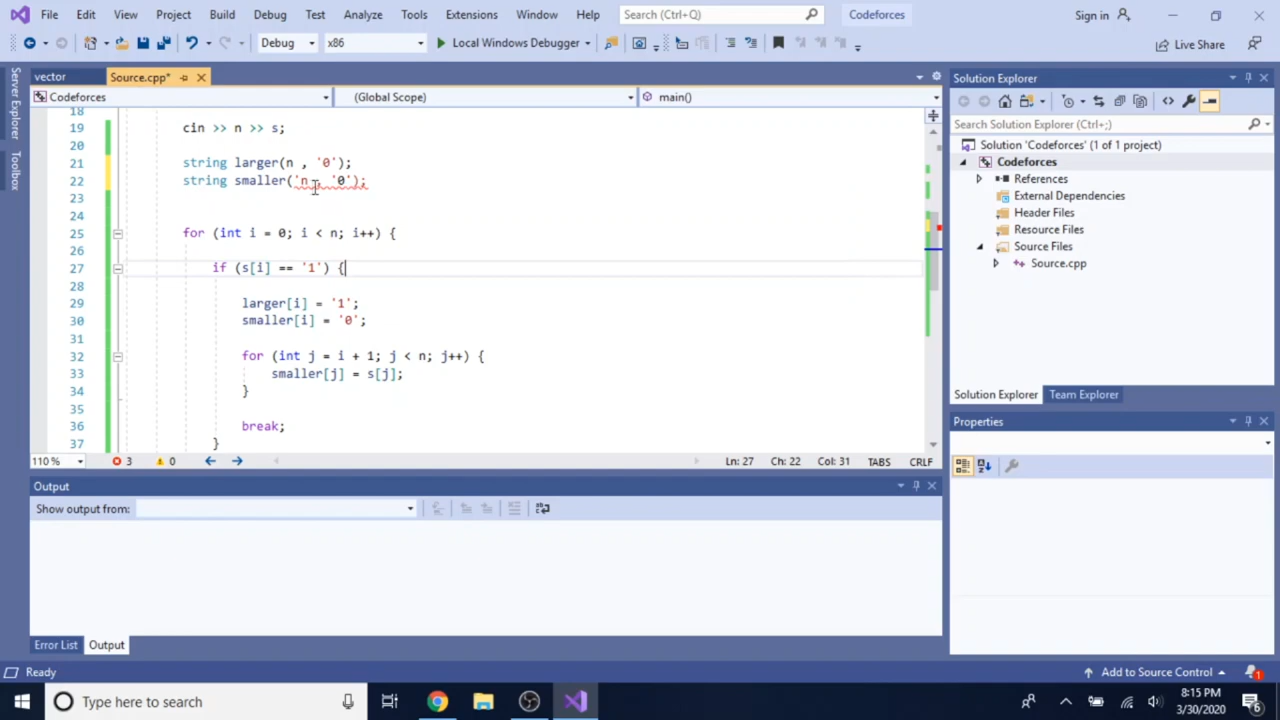 File Edit View Project Build Debug Test Analyze Tools Extensions Window Help Search (Ctrl+Q) Codeforces Sign in
Debug x86 Local Windows Debugger Live Share
Server Explorer
Toolbox
vector Source.cpp*
Codeforces (Global Scope) main()
18
19 cin >> n >> s;
20
21 string larger(n , '0');
22 string smaller('n , '0');
23
24
25 for (int i = 0; i < n; i++) {
26
27 if (s[i] == '1') {
28
29 larger[i] = '1';
30 smaller[i] = '0';
31
32 for (int j = i + 1; j < n; j++) {
33 smaller[j] = s[j];
34 }
35
36 break;
37 }
110 % 3 0 Ln: 27 Ch: 22 Col: 31 TABS CRLF
Output
Show output from:
Error List Output
Solution Explorer
Search Solution Explorer (Ctrl+;)
Solution 'Codeforces' (1 of 1 project)
Codeforces
References
External Dependencies
Header Files
Resource Files
Source Files
Source.cpp
Solution Explorer Team Explorer
Properties
Ready Add to Source Control 1
Type here to search
8:15 PM
3/30/2020
6